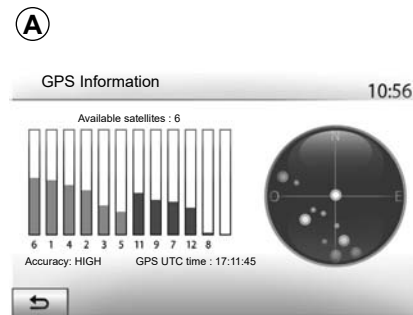 A
GPS Information 10:56
Available satellites : 6
N
O E
6 1 4 2 3 5 11 9 7 12 8
Accuracy: HIGH GPS UTC time : 17:11:45